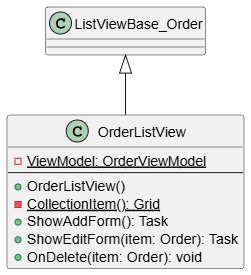 C ListViewBase_Order
C OrderListView
ViewModel: OrderViewModel
OrderListView()
CollectionItem(): Grid
ShowAddForm(): Task
ShowEditForm(item: Order): Task
OnDelete(item: Order): void